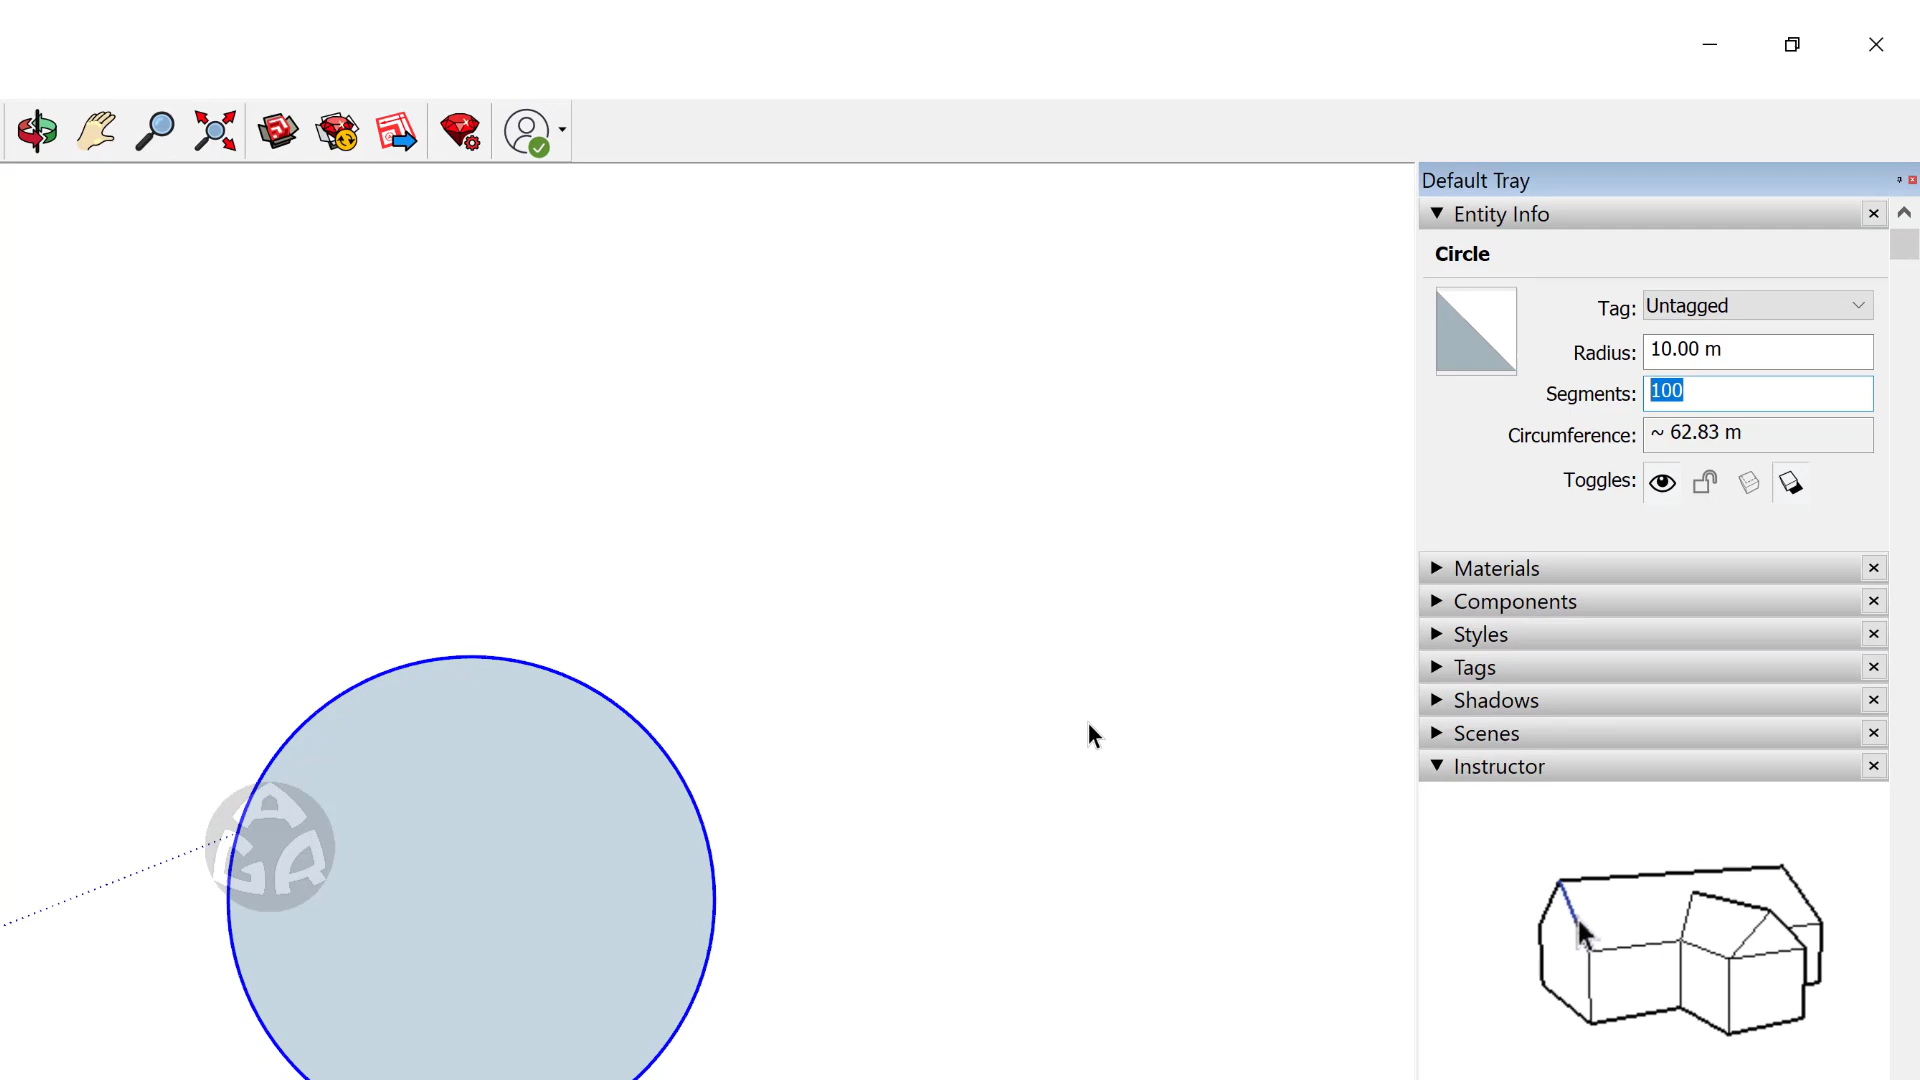 Default Tray
Entity Info
Circle
Tag: Untagged
Radius: 10.00 m
Segments: 100
Circumference: ~ 62.83 m
Toggles:
Materials
Components
Styles
Tags
Shadows
Scenes
Instructor
AGA